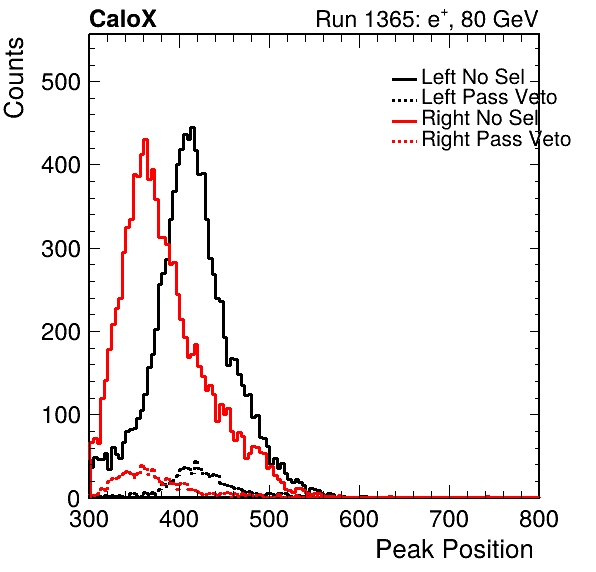 CaloX Run 1365: e⁺, 80 GeV
Counts
500
400
300
200
100
0
Left No Sel
Left Pass Veto
Right No Sel
Right Pass Veto
300 400 500 600 700 800
Peak Position